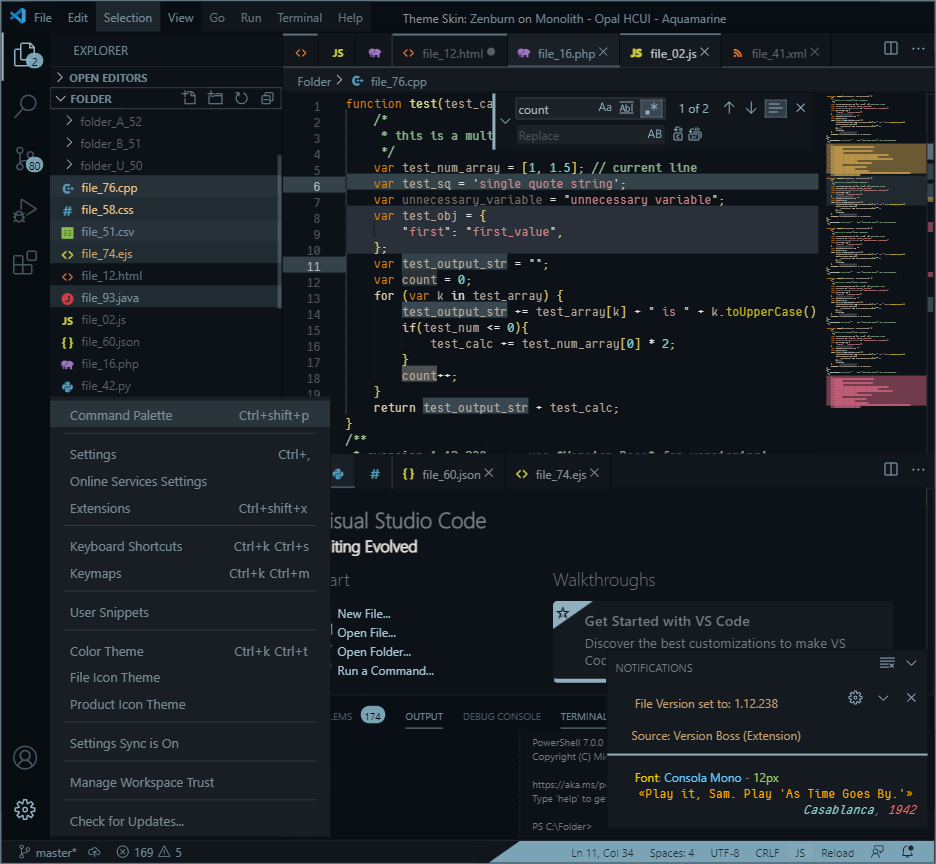 File Edit Selection View Go Run Terminal Help Theme Skin: Zenburn on Monolith - Opal HCUI - Aquamarine
2
80
EXPLORER
OPEN EDITORS
FOLDER
folder_A_52
folder_B_51
folder_U_50
file_76.cpp
# file_58.css
file_51.csv
<> file_74.ejs
<> file_12.html
J file_93.java
JS file_02.js
{} file_60.json
file_16.php
file_42.py
<> JS <> file_12.html file_16.php JS file_02.js file_41.xml
Folder > file_76.cpp
count Aa Abl .* 1 of 2
Replace AB
1 function test(test_ca
2 /*
3 * this is a mult
4 */
5 var test_num_array = [1, 1.5]; // current line
6 var test_sq = 'single quote string';
7 var unnecessary_variable = "unnecessary variable";
8 var test_obj = {
9 "first": "first_value",
10 };
11 var test_output_str = "";
12 var count = 0;
13 for (var k in test_array) {
14 test_output_str += test_array[k] + " is " + k.toUpperCase()
15 if(test_num <= 0){
16 test_calc += test_num_array[0] * 2;
17 }
18 count++;
19 }
return test_output_str + test_calc;
}
/**
Command Palette Ctrl+shift+p
Settings Ctrl+,
Online Services Settings
Extensions Ctrl+shift+x
Keyboard Shortcuts Ctrl+k Ctrl+s
Keymaps Ctrl+k Ctrl+m
User Snippets
Color Theme Ctrl+k Ctrl+t
File Icon Theme
Product Icon Theme
Settings Sync is On
Manage Workspace Trust
Check for Updates...
# {} file_60.json <> file_74.ejs
isual Studio Code
iting Evolved
art
New File...
Open File...
Open Folder...
Run a Command...
Walkthroughs
Get Started with VS Code
Discover the best customizations to make VS
Coc
LEMS 174 OUTPUT DEBUG CONSOLE TERMINAL
PowerShell 7.0.0
Copyright (C) Mi
https://aka.ms/p
Type 'help' to ge
PS C:\Folder>
NOTIFICATIONS
File Version set to: 1.12.238
Source: Version Boss (Extension)
Font: Consola Mono - 12px
«Play it, Sam. Play 'As Time Goes By.'»
Casablanca, 1942
master* 169 5 Ln 11, Col 34 Spaces: 4 UTF-8 CRLF JS Reload